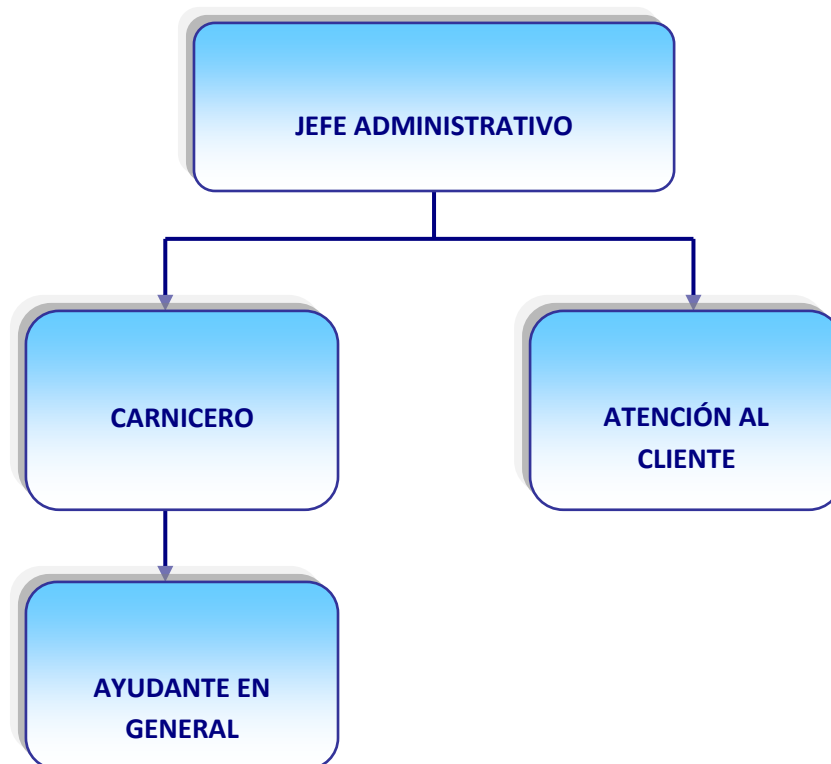 JEFE ADMINISTRATIVO
CARNICERO
ATENCIÓN AL
CLIENTE
AYUDANTE EN
GENERAL